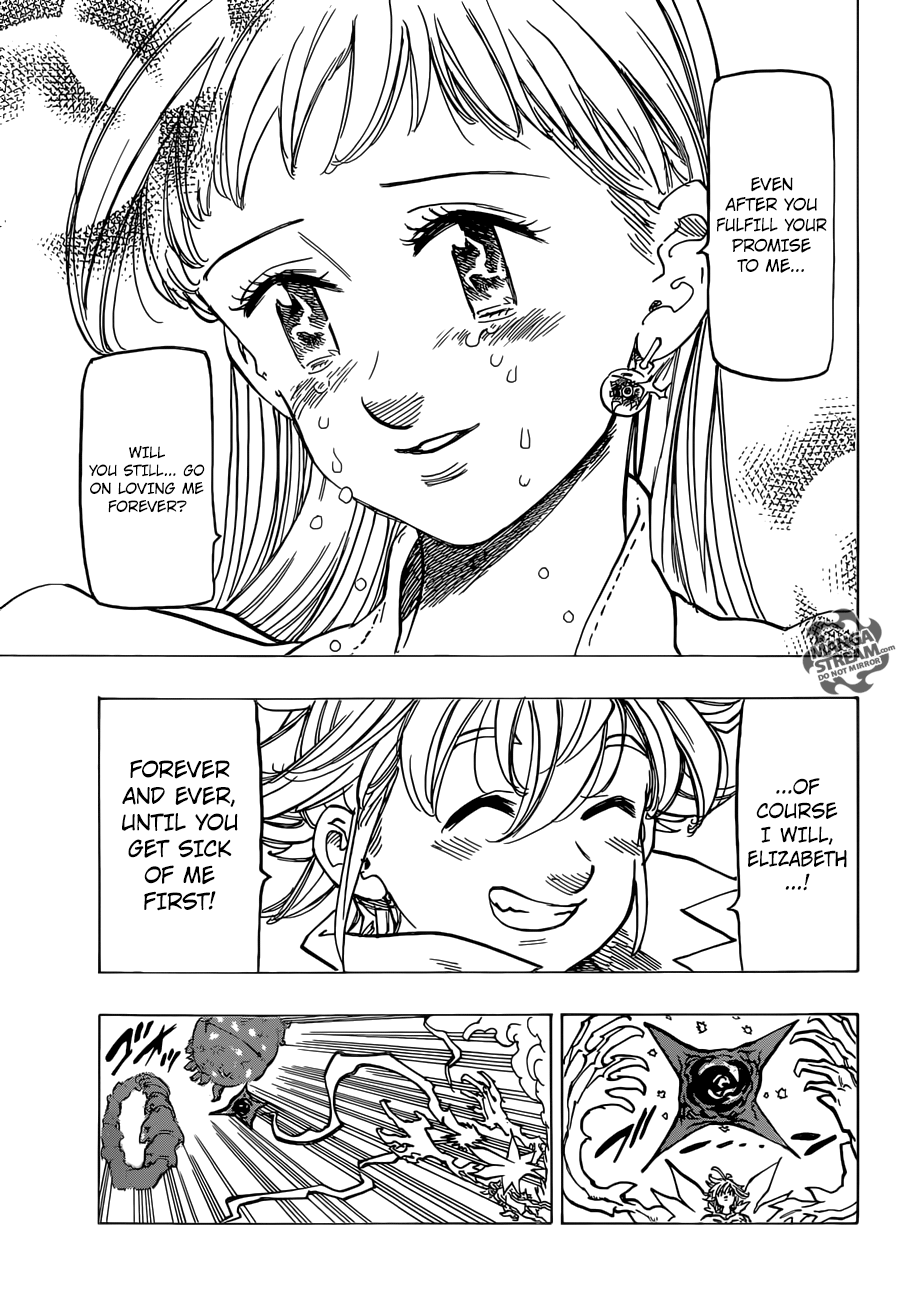 EVEN
AFTER YOU
FULFILL YOUR
PROMISE
TO ME...
WILL
YOU STILL... GO
ON LOVING ME
FOREVER?
MANGA
STREAM.com
DO NOT MIRROR
...OF
COURSE
I WILL,
ELIZABETH
...!
FOREVER
AND EVER,
UNTIL YOU
GET SICK
OF ME
FIRST!